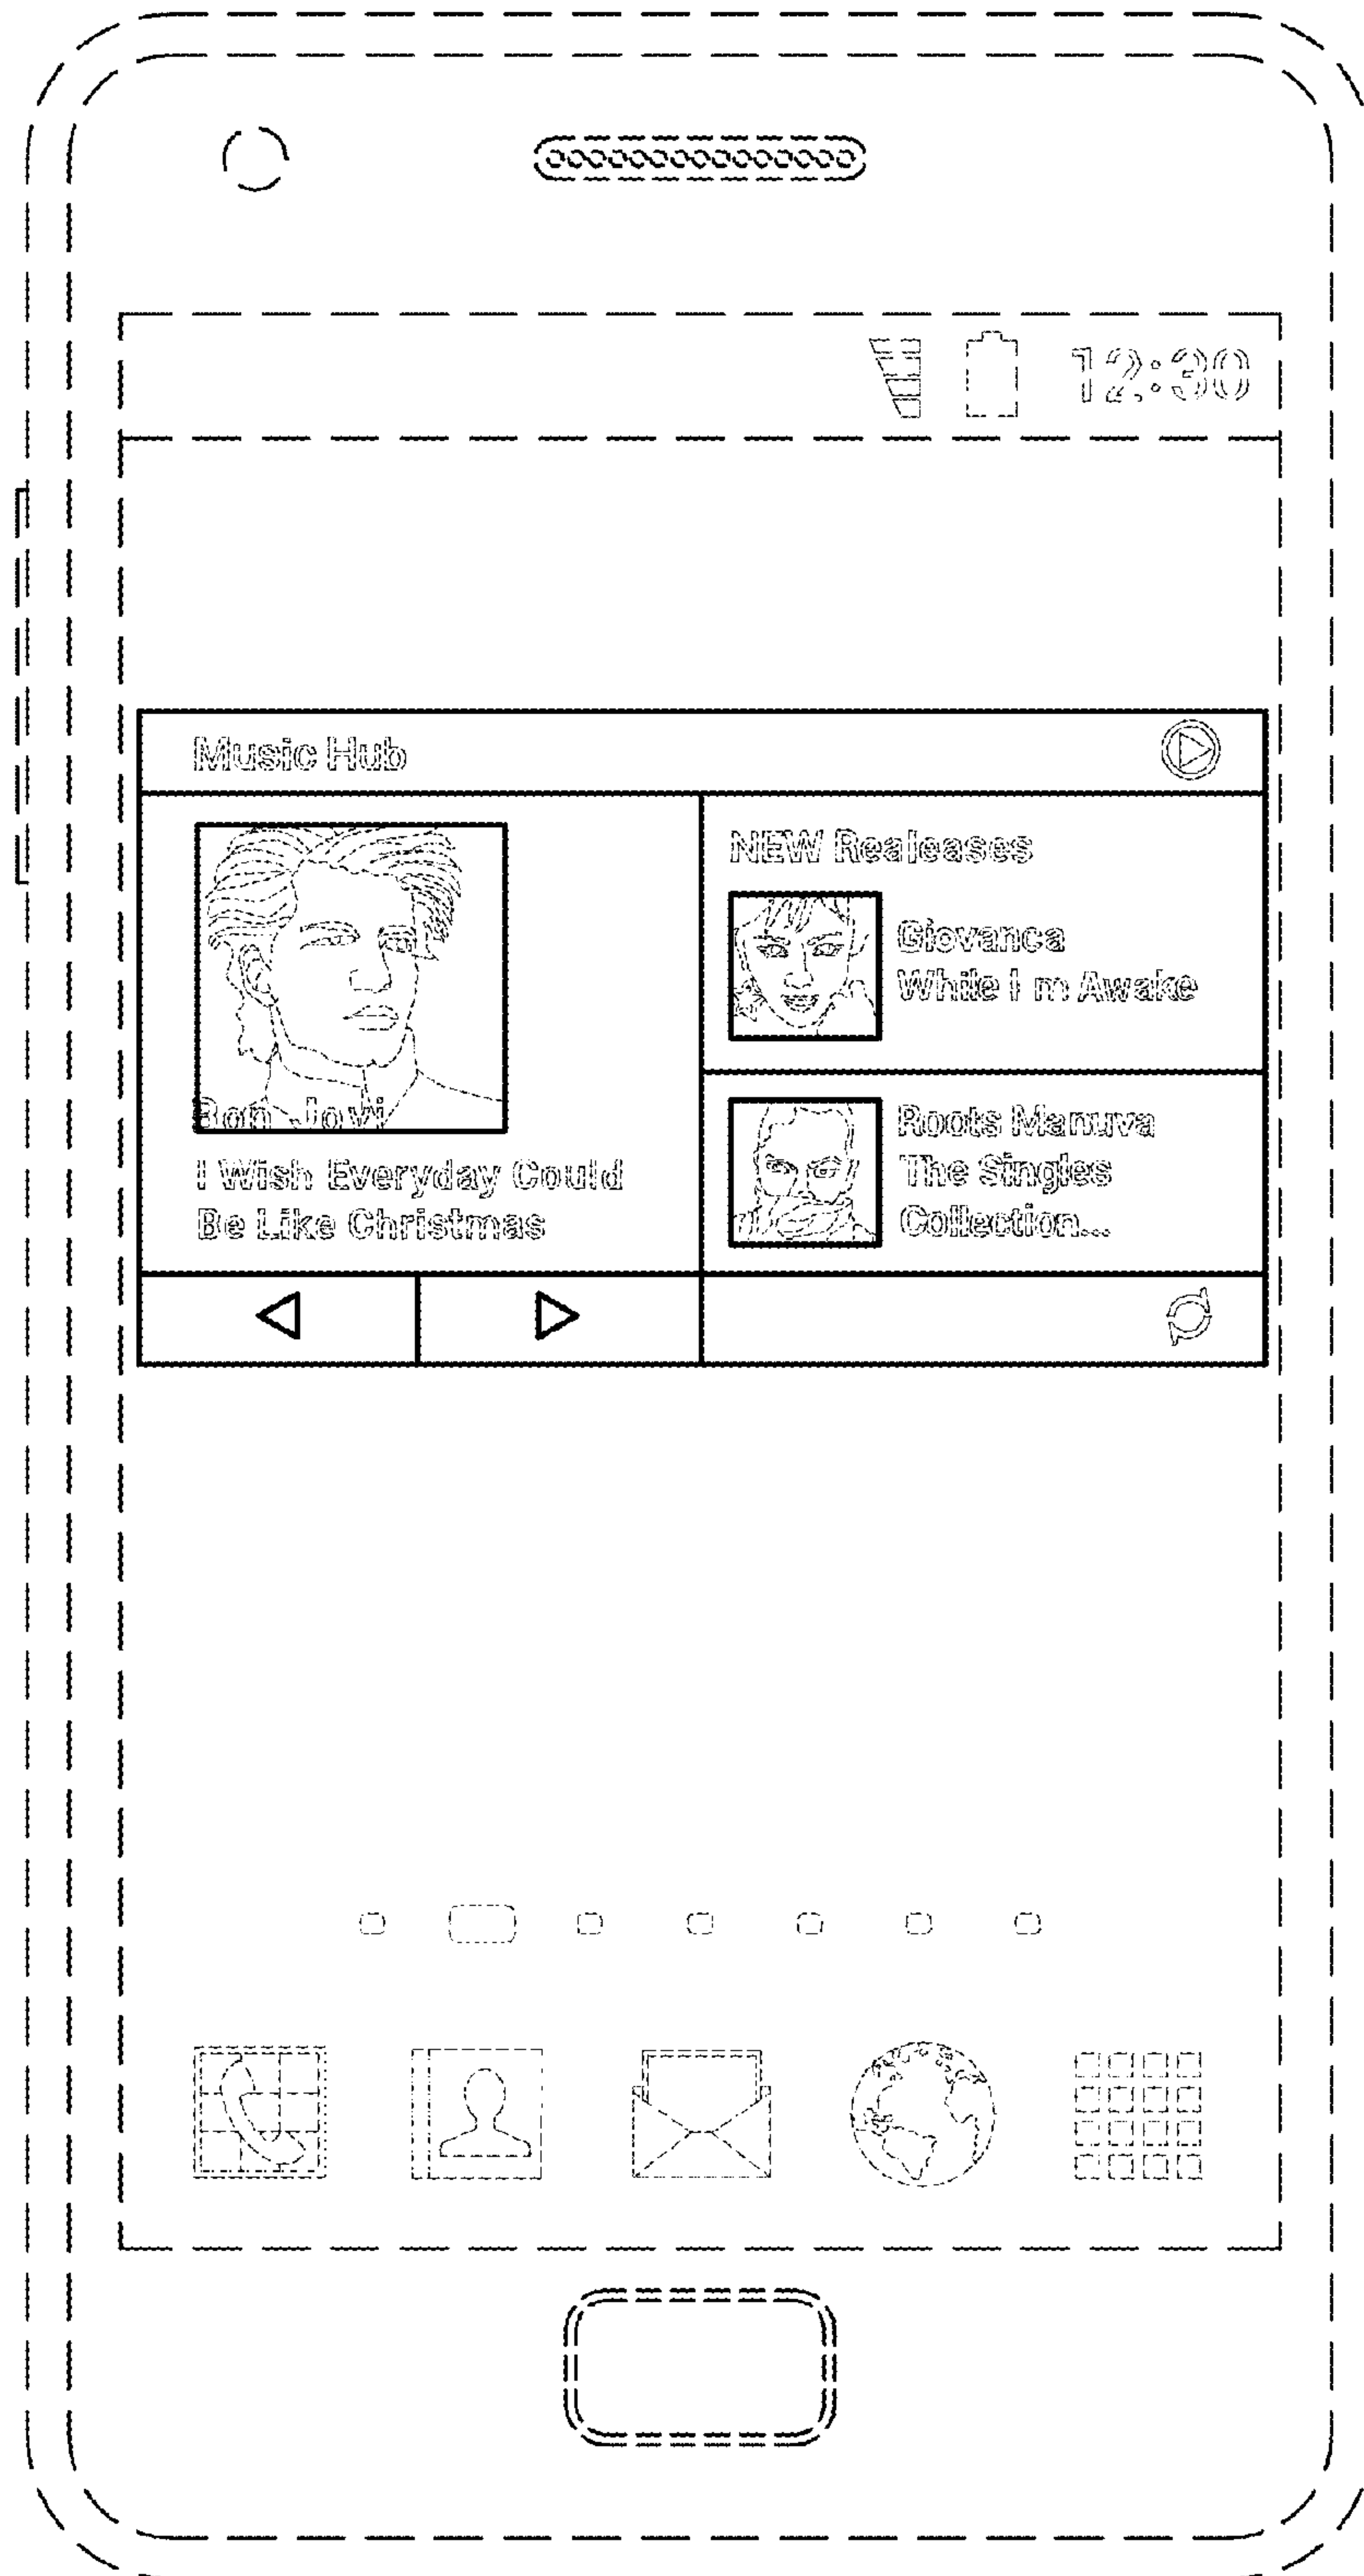 12:30
Music Hub
Bon Jovi
I Wish Everyday Could
Be Like Christmas
NEW Realeases
Giovanca
While I m Awake
Roots Manuva
The Singles
Collection...